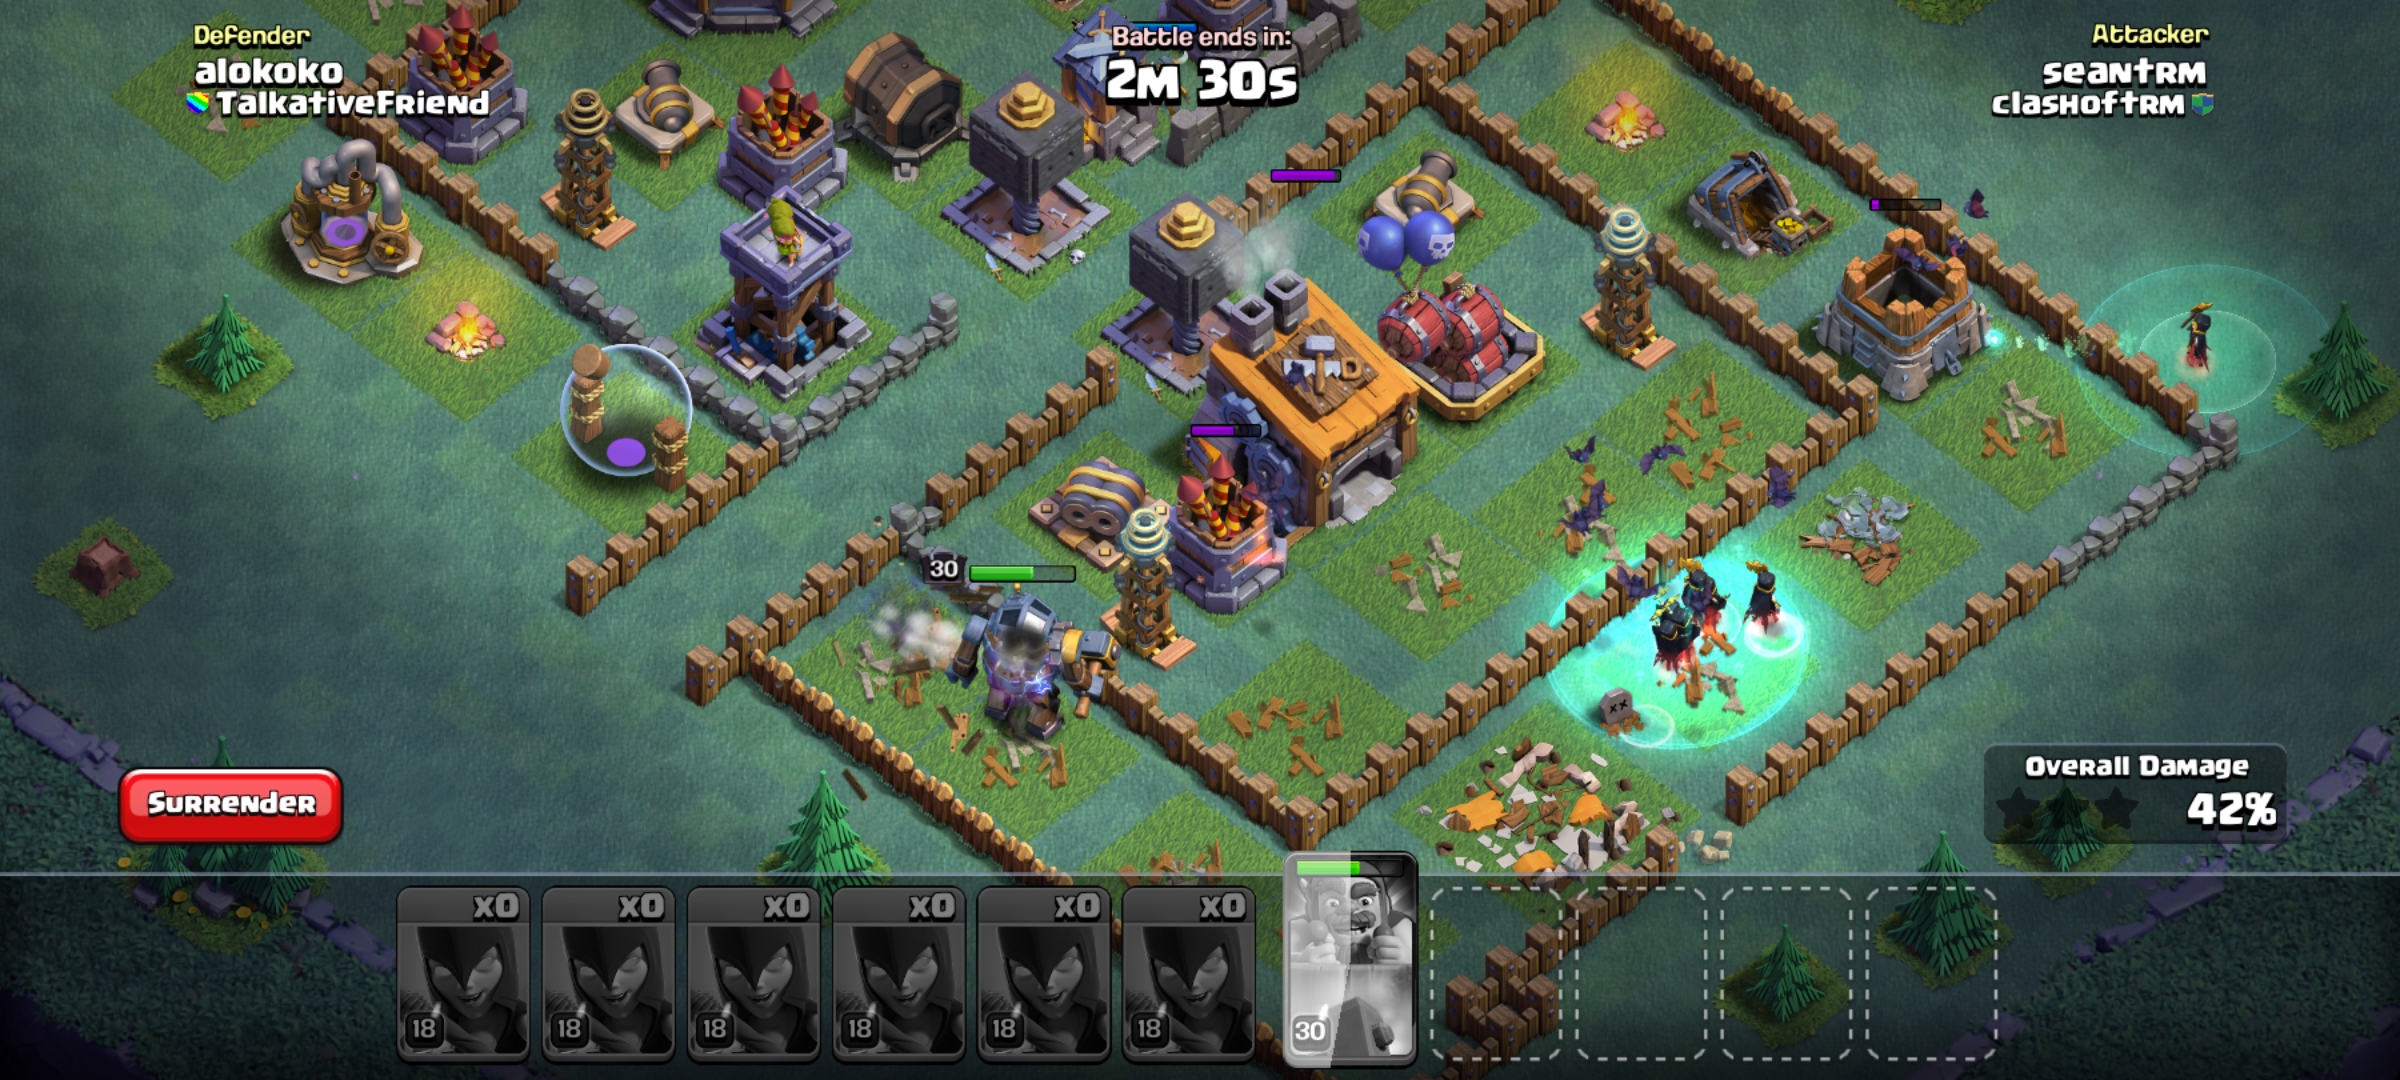 Defender
alokoko
TalkativeFriend
Battle ends in:
2M 30s
Attacker
seantRM
clashoftRM
30
Surrender
Overall Damage
42%
x0
x0
x0
x0
x0
x0
18
18
18
18
18
18
30